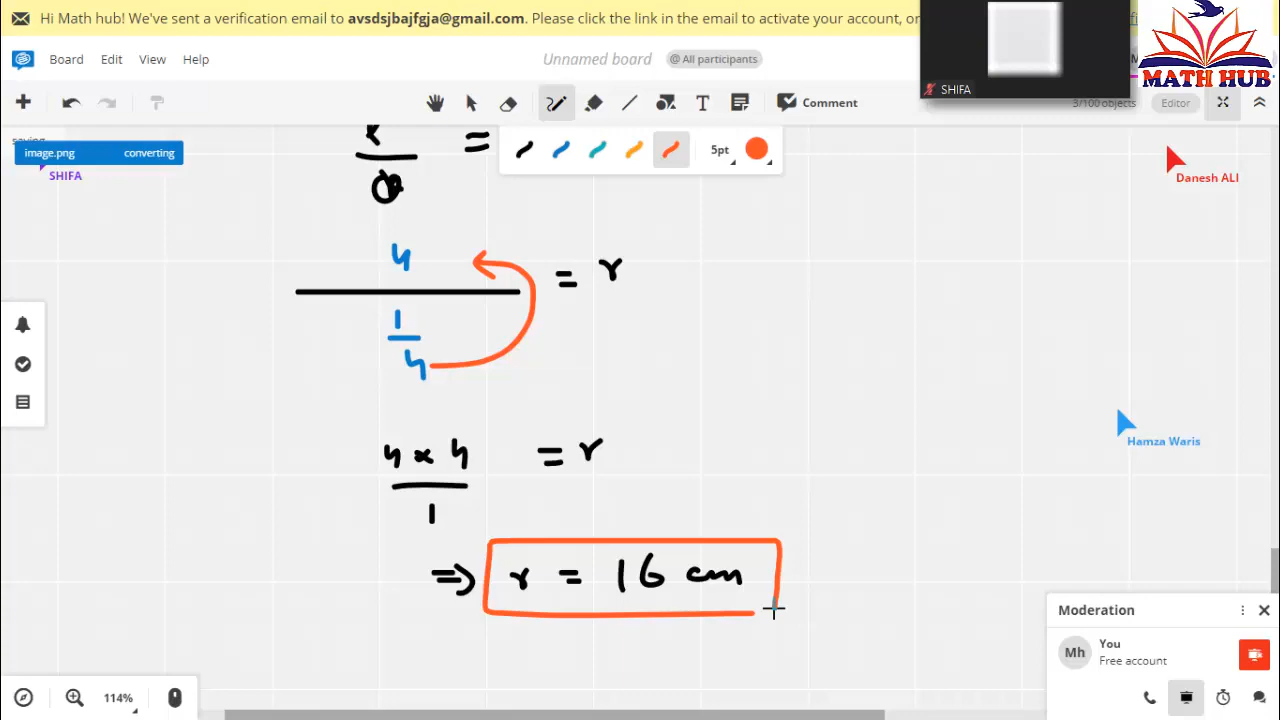 Hi Math hub! We've sent a verification email to avsdsjbajfgja@gmail.com. Please click the link in the email to activate your account, or
MATH HUB
Board Edit View Help
Unnamed board @ All participants
SHIFA
Comment
3/100 objects Editor
saving
image.png converting
SHIFA
5pt
Danesh ALI
=
4
= r
1
4
Hamza Waris
4 × 4 = r
1
⇒ r = 16 cm
Moderation
Mh You
Free account
114%